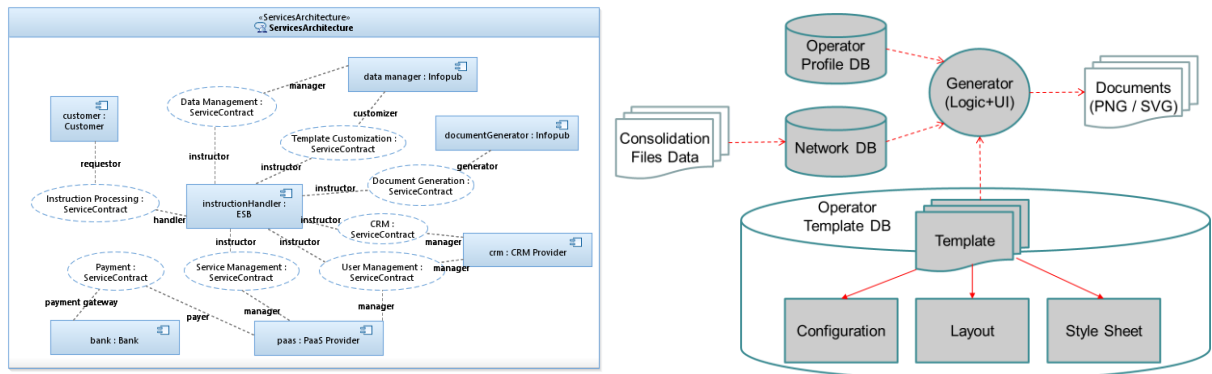 «ServicesArchitecture»
ServicesArchitecture
data manager : Infopub
manager
Data Management :
ServiceContract
customer :
Customer
customizer
documentGenerator : Infopub
Template Customization :
ServiceContract
requestor
instructor
instructor
generator
Document Generation :
ServiceContract
instructor
Instruction Processing :
ServiceContract
instructionHandler :
ESB
handler
instructor
CRM :
ServiceContract
instructor
instructor
manager
crm : CRM Provider
Payment :
ServiceContract
Service Management :
ServiceContract
User Management :
ServiceContract
manager
payment gateway
payer
manager
manager
bank : Bank
paas : PaaS Provider
Operator
Profile DB
Generator
(Logic+UI)
Documents
(PNG / SVG)
Consolidation
Files Data
Network DB
Operator
Template DB
Template
Configuration
Layout
Style Sheet